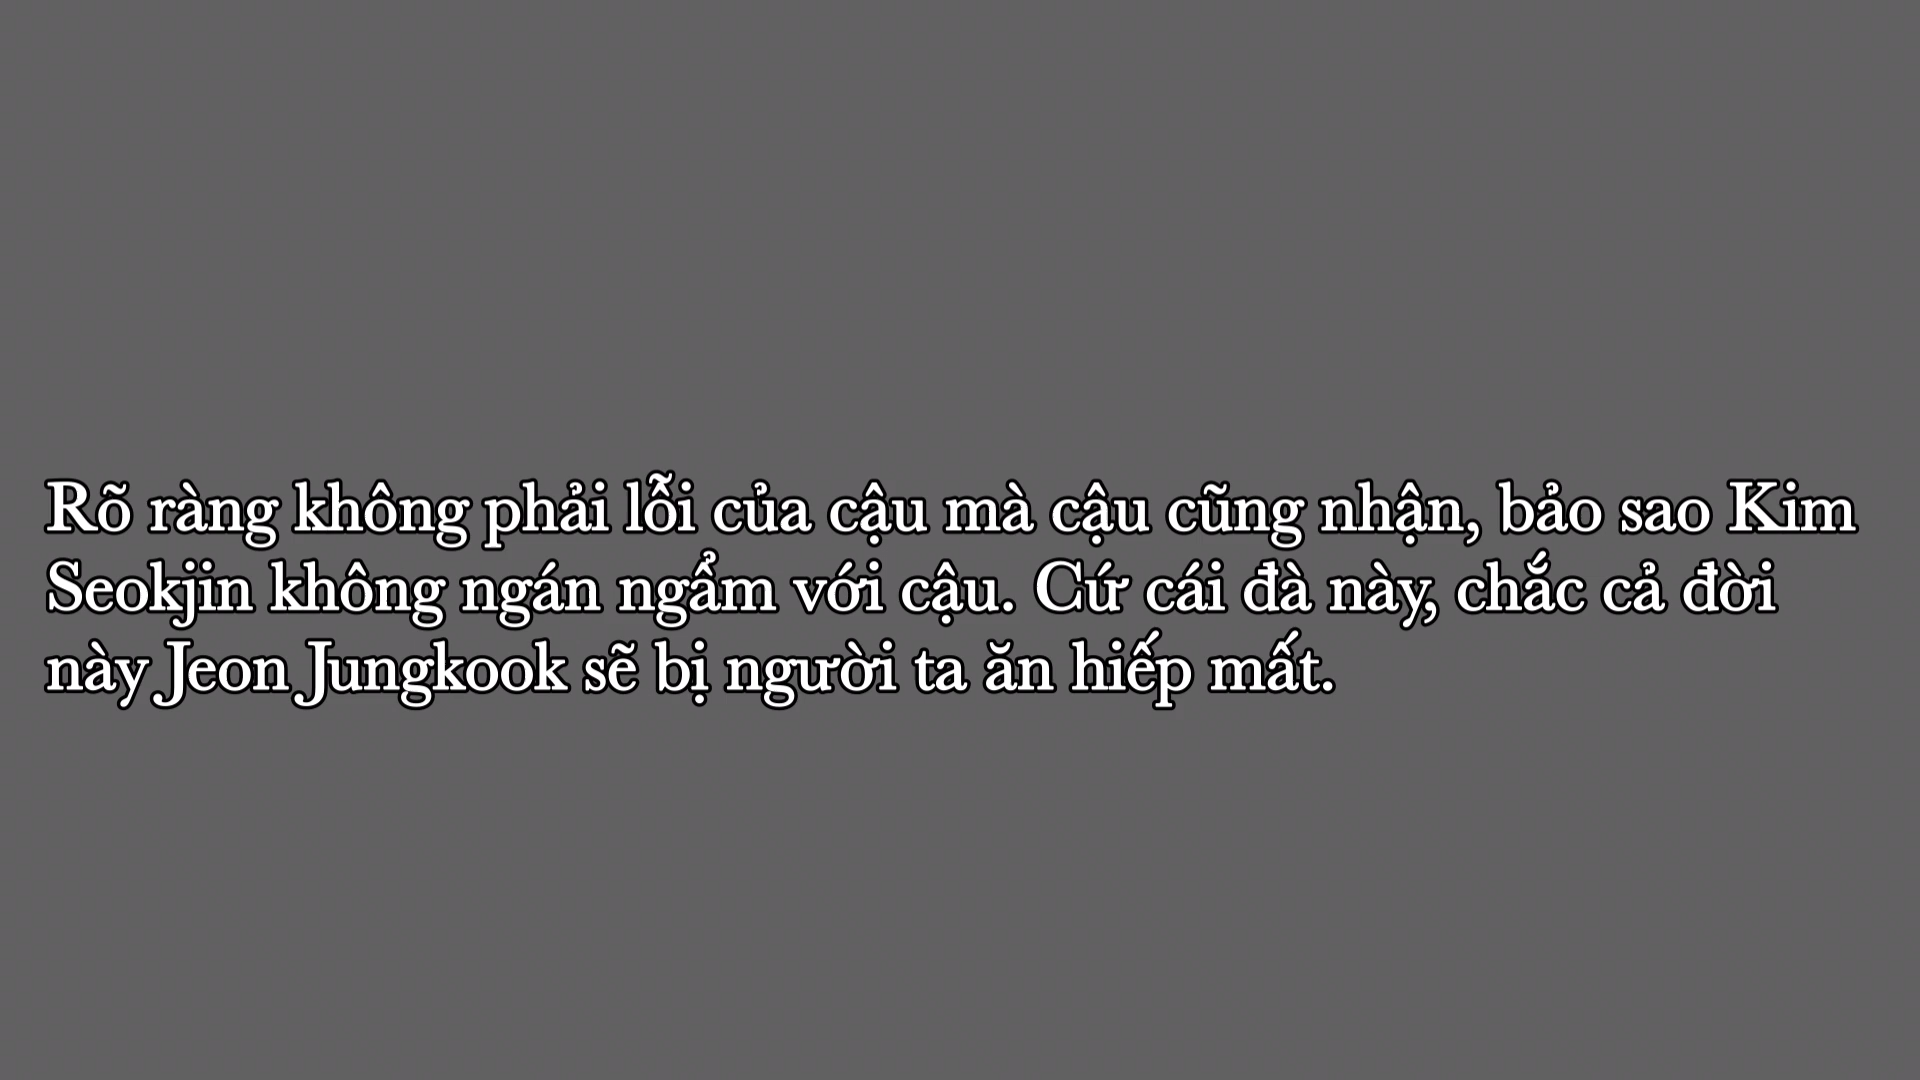 Rõ ràng không phải lỗi của cậu mà cậu cũng nhận, bảo sao Kim
Seokjin không ngán ngẩm với cậu. Cứ cái đà này, chắc cả đời
này Jeon Jungkook sẽ bị người ta ăn hiếp mất.